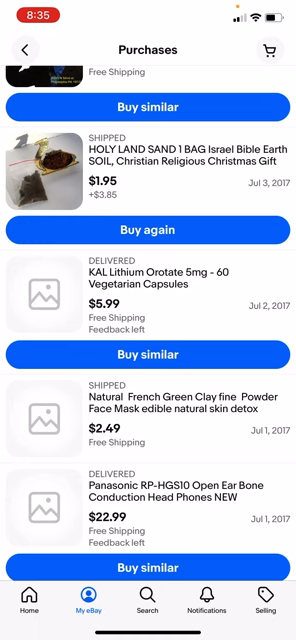 8:35
Purchases
Free Shipping
Buy similar
SHIPPED
HOLY LAND SAND 1 BAG Israel Bible Earth
SOIL, Christian Religious Christmas Gift
$1.95
Jul 3, 2017
+$3.85
Buy again
DELIVERED
KAL Lithium Orotate 5mg - 60
Vegetarian Capsules
$5.99
Jul 2, 2017
Free Shipping
Feedback left
Buy similar
SHIPPED
Natural French Green Clay fine Powder
Face Mask edible natural skin detox
$2.49
Jul 1, 2017
Free Shipping
DELIVERED
Panasonic RP-HGS10 Open Ear Bone
Conduction Head Phones NEW
$22.99
Jul 1, 2017
Free Shipping
Feedback left
Buy similar
Home
My eBay
Search
Notifications
Selling